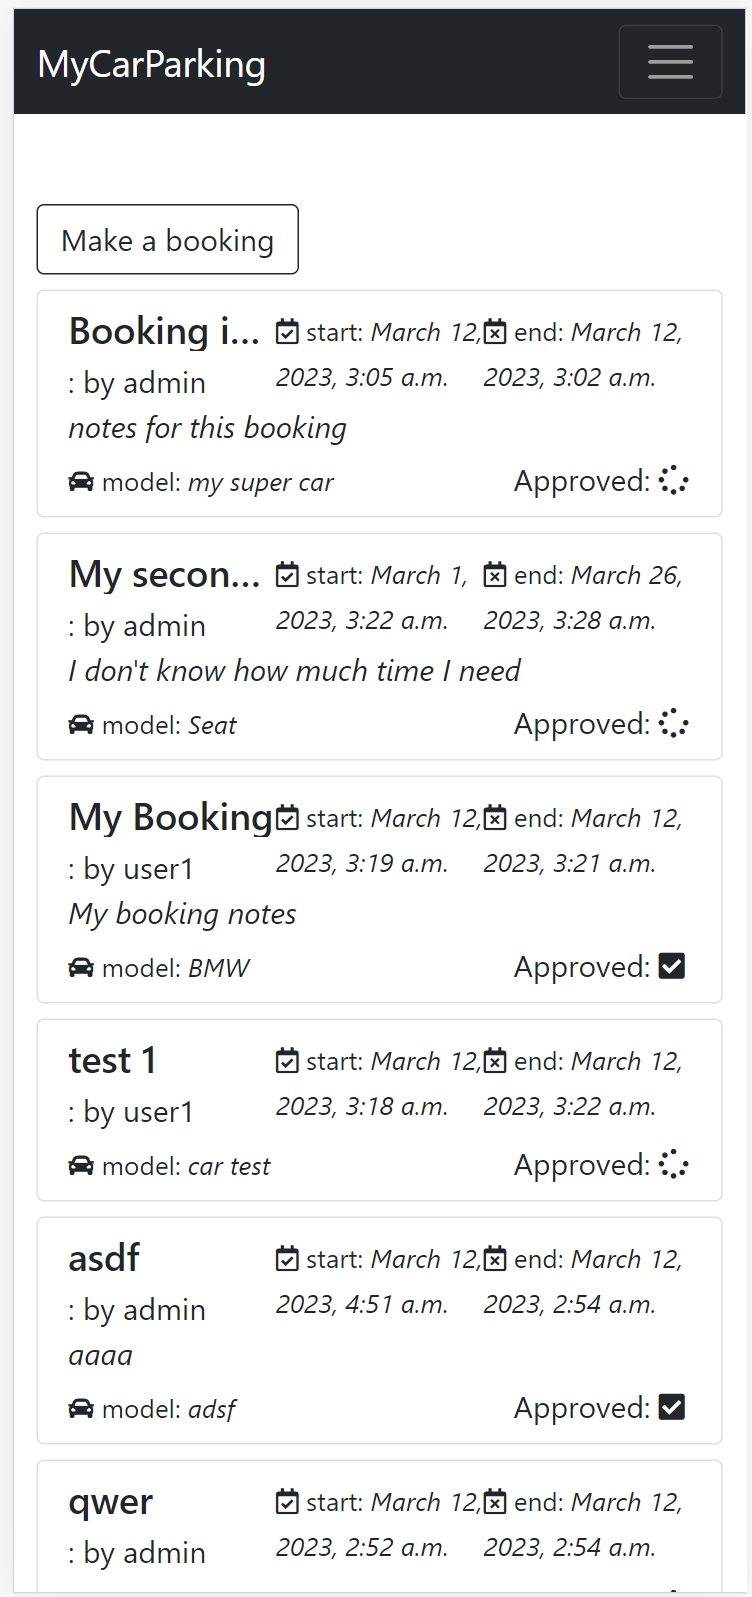 MyCarParking
Make a booking
Booking i... start: March 12, end: March 12,
2023, 3:05 a.m. 2023, 3:02 a.m.
: by admin
notes for this booking
model: my super car Approved:
My secon... start: March 1, end: March 26,
2023, 3:22 a.m. 2023, 3:28 a.m.
: by admin
I don't know how much time I need
model: Seat Approved:
My Booking start: March 12, end: March 12,
2023, 3:19 a.m. 2023, 3:21 a.m.
: by user1
My booking notes
model: BMW Approved:
test 1 start: March 12, end: March 12,
2023, 3:18 a.m. 2023, 3:22 a.m.
: by user1
model: car test Approved:
asdf start: March 12, end: March 12,
2023, 4:51 a.m. 2023, 2:54 a.m.
: by admin
aaaa
model: adsf Approved:
qwer start: March 12, end: March 12,
2023, 2:52 a.m. 2023, 2:54 a.m.
: by admin